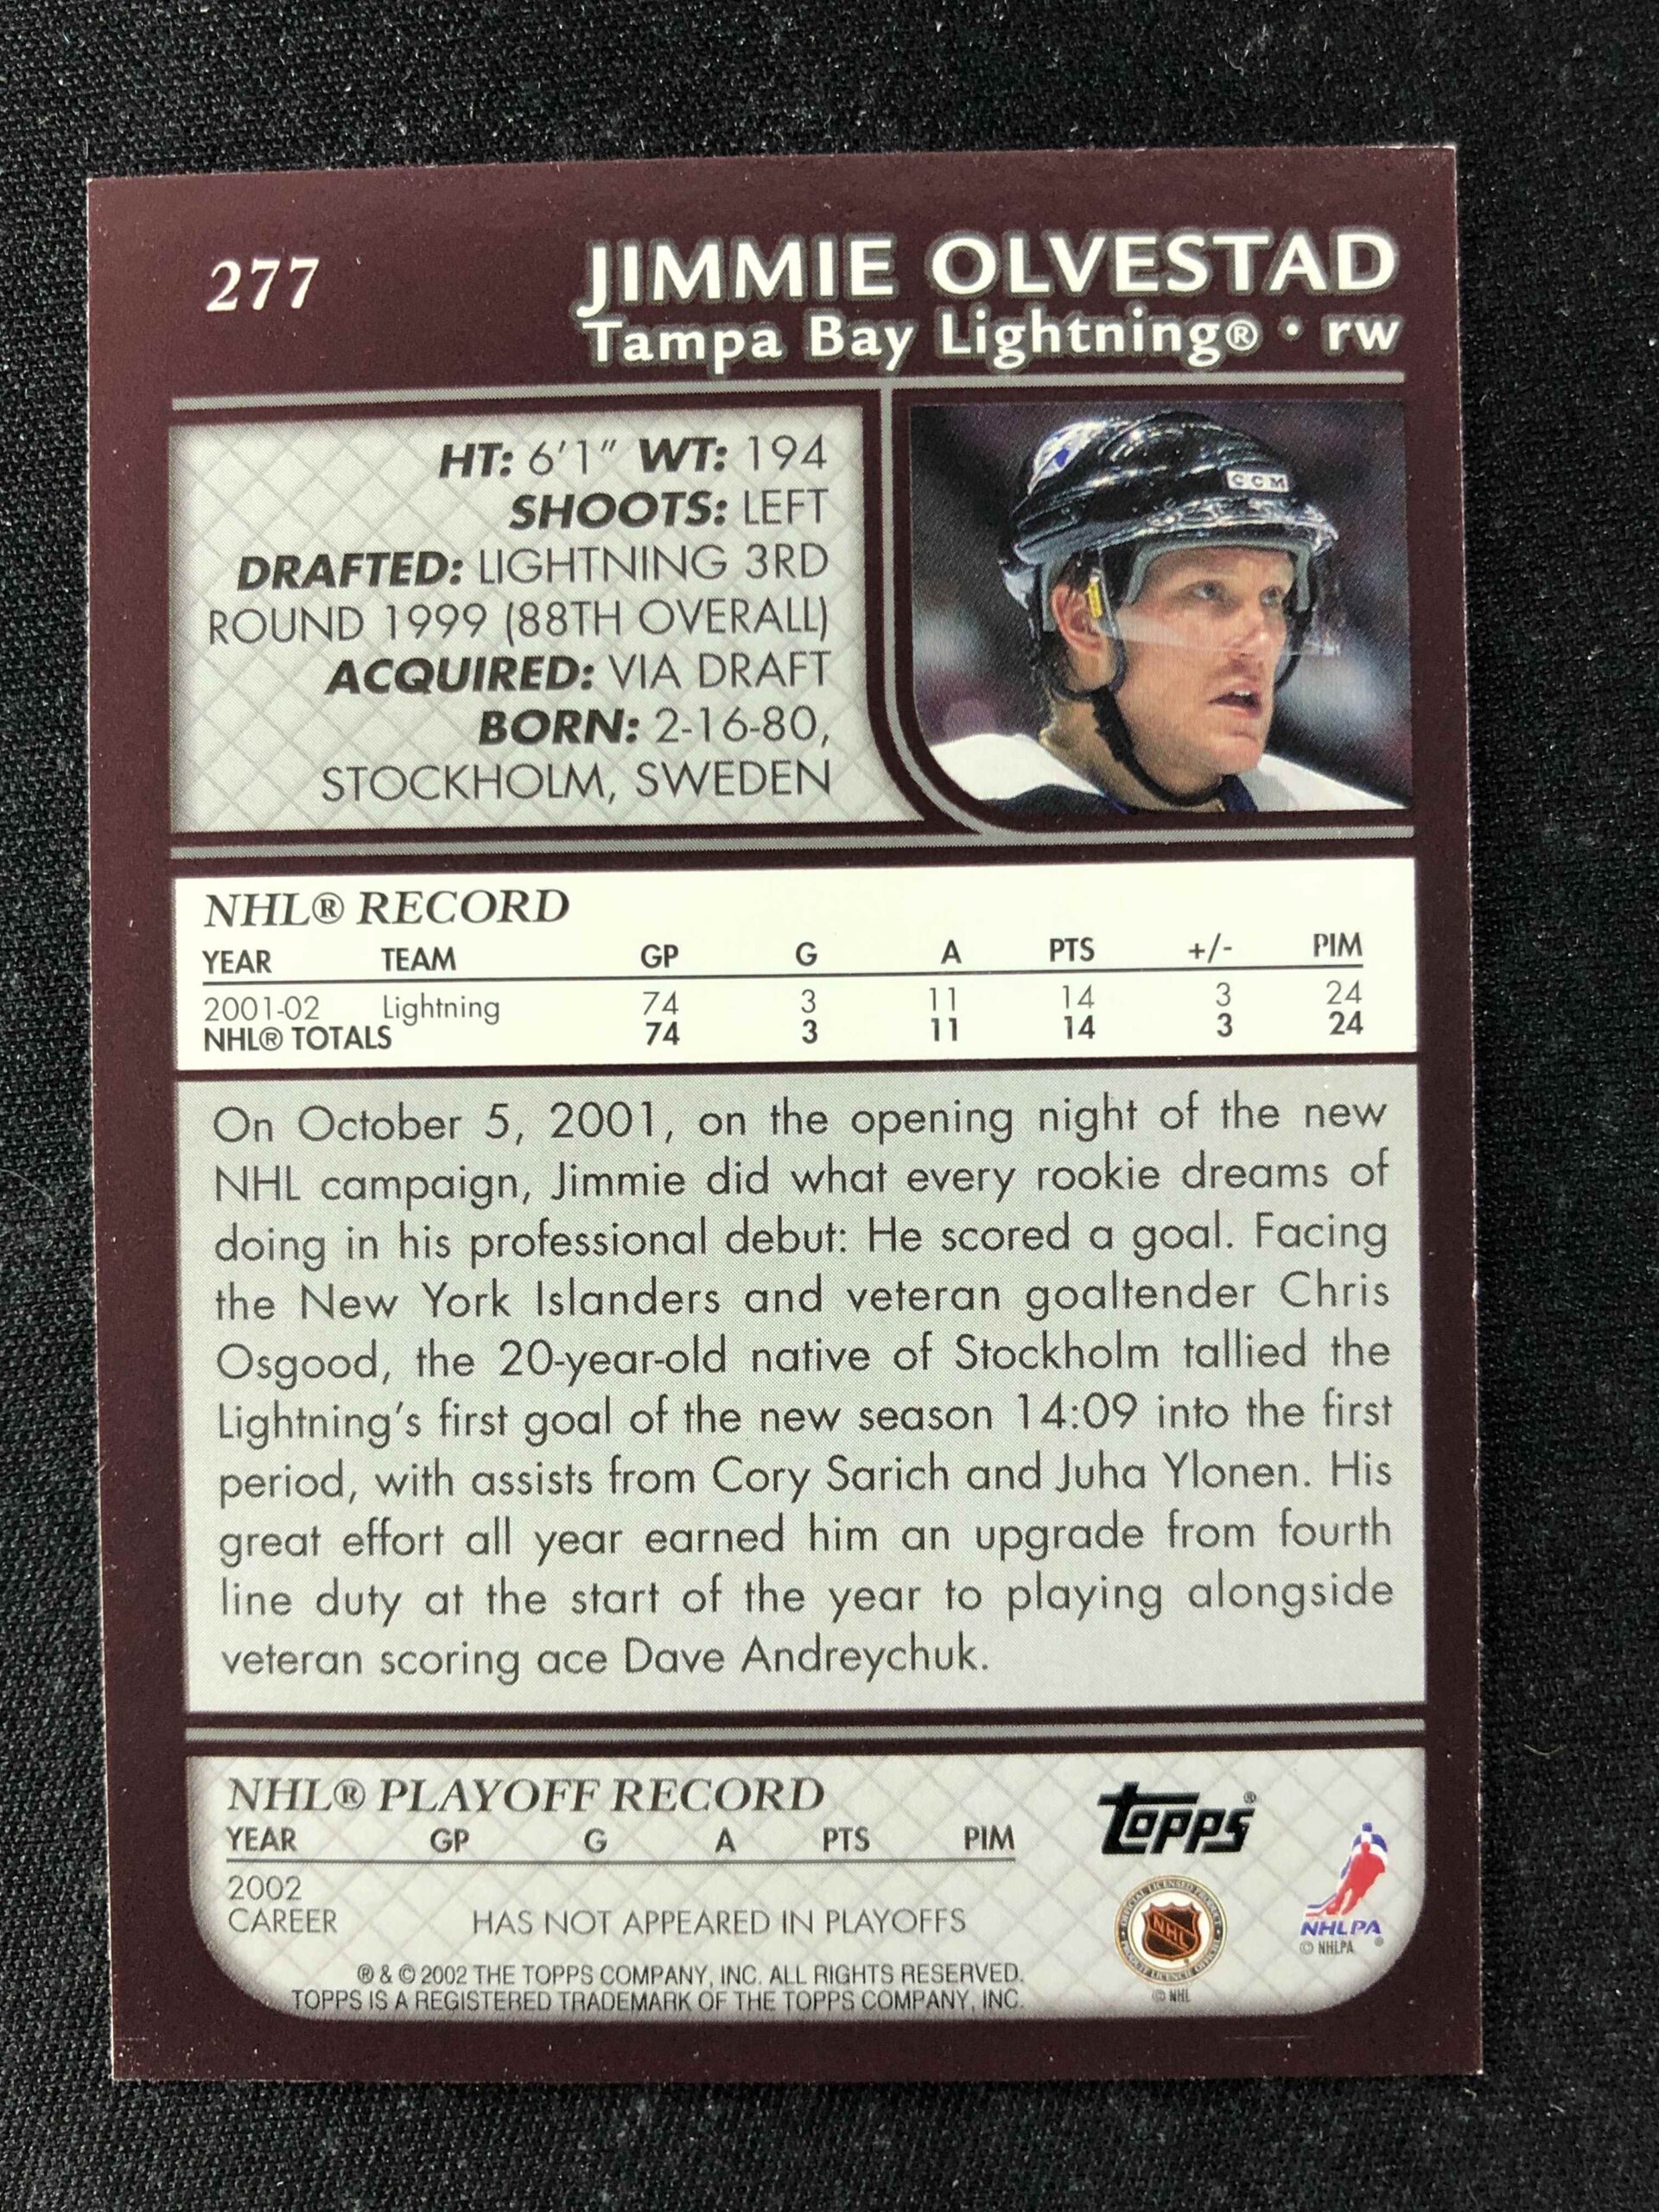 277
JIMMIE OLVESTAD
Tampa Bay Lightning® • rw
HT: 6'1" WT: 194
SHOOTS: LEFT
DRAFTED: LIGHTNING 3RD
ROUND 1999 (88TH OVERALL)
ACQUIRED: VIA DRAFT
BORN: 2-16-80,
STOCKHOLM, SWEDEN
CCM
NHL® RECORD
YEAR TEAM GP G A PTS +/- PIM
2001-02 Lightning 74 3 11 14 3 24
NHL® TOTALS 74 3 11 14 3 24
On October 5, 2001, on the opening night of the new
NHL campaign, Jimmie did what every rookie dreams of
doing in his professional debut: He scored a goal. Facing
the New York Islanders and veteran goaltender Chris
Osgood, the 20-year-old native of Stockholm tallied the
Lightning's first goal of the new season 14:09 into the first
period, with assists from Cory Sarich and Juha Ylonen. His
great effort all year earned him an upgrade from fourth
line duty at the start of the year to playing alongside
veteran scoring ace Dave Andreychuk.
NHL® PLAYOFF RECORD
YEAR GP G A PTS PIM
2002
CAREER HAS NOT APPEARED IN PLAYOFFS
® & © 2002 THE TOPPS COMPANY, INC. ALL RIGHTS RESERVED.
TOPPS IS A REGISTERED TRADEMARK OF THE TOPPS COMPANY, INC.
Topps®
NHL
© NHL
NHLPA®
© NHLPA